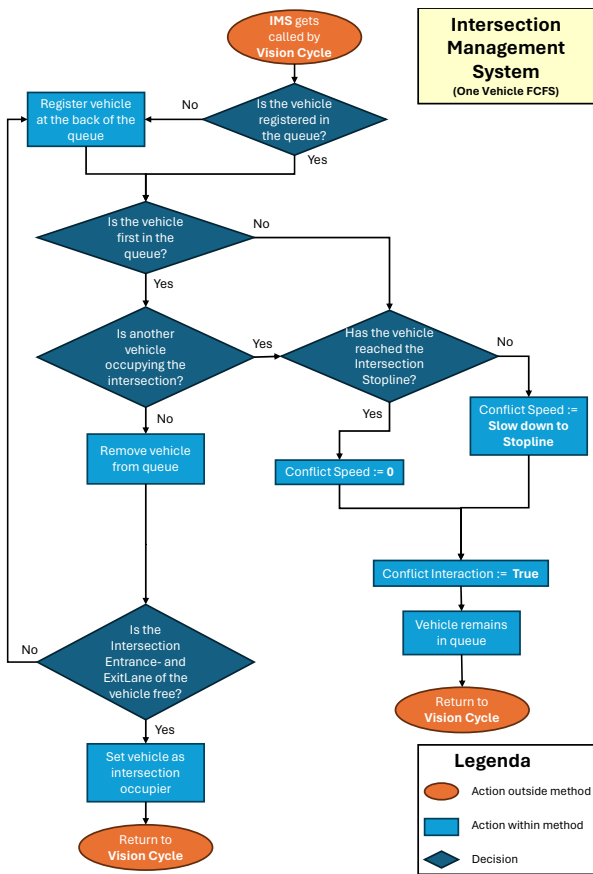 IMS gets
called by
Vision Cycle
Intersection
Management
System
(One Vehicle FCFS)
Register vehicle
at the back of the
queue
No
Is the vehicle
registered in
the queue?
Yes
Is the vehicle
first in the
queue?
No
Yes
Is another
vehicle
occupying the
intersection?
Yes
Has the vehicle
reached the
Intersection
Stopline?
No
No
Yes
Conflict Speed :=
Slow down to
Stopline
Remove vehicle
from queue
Conflict Speed := 0
Conflict Interaction := True
Vehicle remains
in queue
Is the
Intersection
Entrance- and
ExitLane of the
vehicle free?
No
Yes
Return to
Vision Cycle
Set vehicle as
intersection
occupier
Return to
Vision Cycle
Legenda
Action outside method
Action within method
Decision